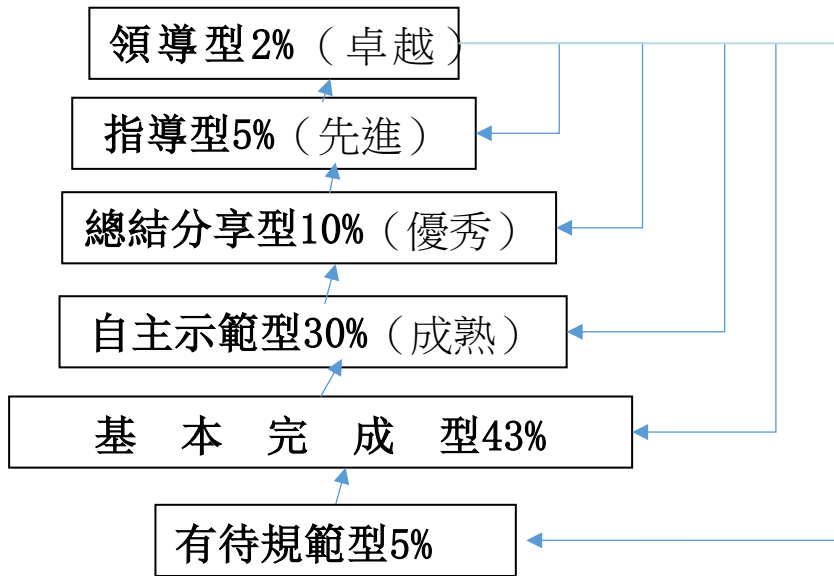 領導型2%（卓越）
指導型5%（先進）
總結分享型10%（優秀）
自主示範型30%（成熟）
基 本 完 成 型43%
有待規範型5%